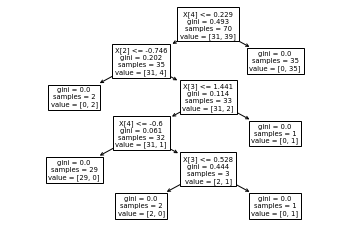 X[4] <= 0.229
gini = 0.493
samples = 70
value = [31, 39]
X[2] <= -0.746
gini = 0.202
samples = 35
value = [31, 4]
gini = 0.0
samples = 35
value = [0, 35]
gini = 0.0
samples = 2
value = [0, 2]
X[3] <= 1.441
gini = 0.114
samples = 33
value = [31, 2]
X[4] <= -0.6
gini = 0.061
samples = 32
value = [31, 1]
gini = 0.0
samples = 1
value = [0, 1]
gini = 0.0
samples = 29
value = [29, 0]
X[3] <= 0.528
gini = 0.444
samples = 3
value = [2, 1]
gini = 0.0
samples = 2
value = [2, 0]
gini = 0.0
samples = 1
value = [0, 1]